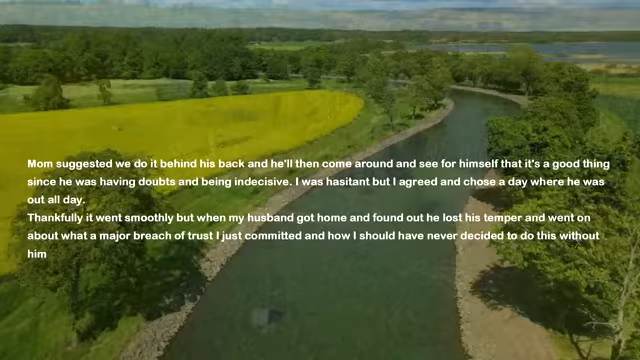 Mom suggested we do it behind his back and he'll then come around and see for himself that it's a good thing
since he was having doubts and being indecisive. I was hasitant but I agreed and chose a day where he was
out all day.
Thankfully it went smoothly but when my husband got home and found out he lost his temper and went on
about what a major breach of trust I just committed and how I should have never decided to do this without
him